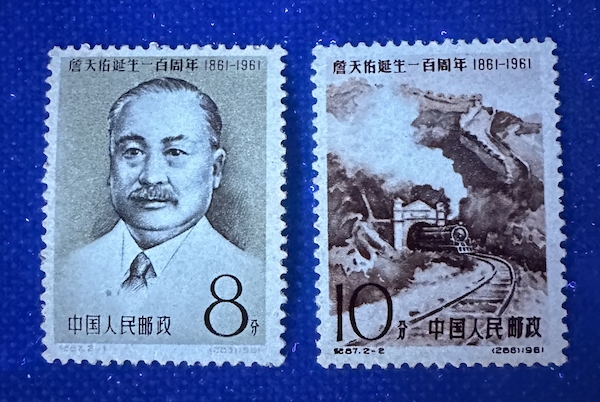 詹天佑诞生一百周年 1861-1961
8分
中国人民邮政
(265)1961
詹天佑诞生一百周年 1861-1961
10分
中国人民邮政
纪87.2-2
(266)1961